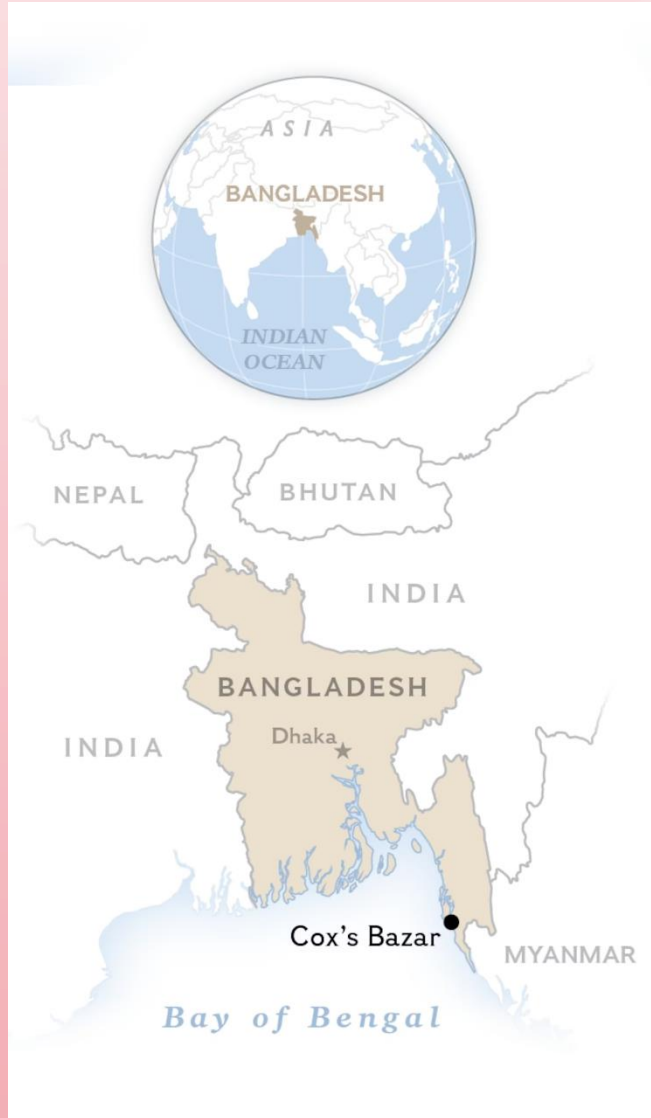 ASIA
BANGLADESH
INDIAN
OCEAN
NEPAL
BHUTAN
INDIA
BANGLADESH
Dhaka
INDIA
Cox's Bazar
MYANMAR
Bay of Bengal